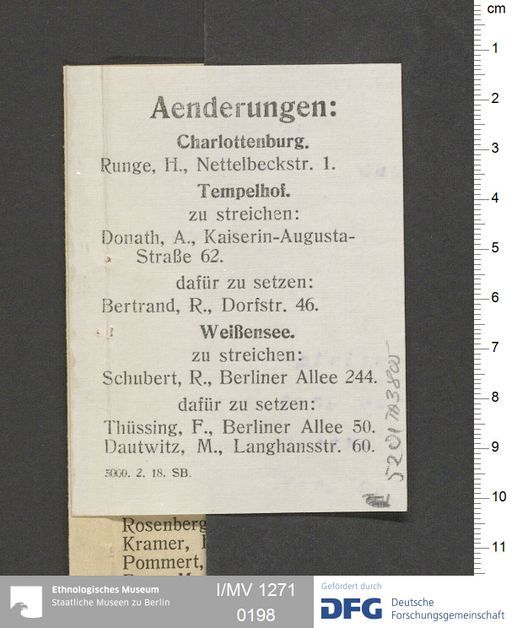 Aenderungen:
Charlottenburg.
Runge, H., Nettelbeckstr. 1.
Tempelhof.
zu streichen:
Donath, A., Kaiserin-Augusta-
Straße 62.
dafür zu setzen:
Bertrand, R., Dorfstr. 46.
Weißensee.
zu streichen:
Schubert, R., Berliner Allee 244.
dafür zu setzen:
Thüssing, F., Berliner Allee 50.
Dautwitz, M., Langhansstr. 60.
5000. 2. 18. SB.
Rosenberg
Kramer,
Pommert,
cm
1
2
3
4
5
6
7
8
9
10
11
Ethnologisches Museum
Staatliche Museen zu Berlin
I/MV 1271
0198
Gefördert durch
DFG
Deutsche
Forschungsgemeinschaft